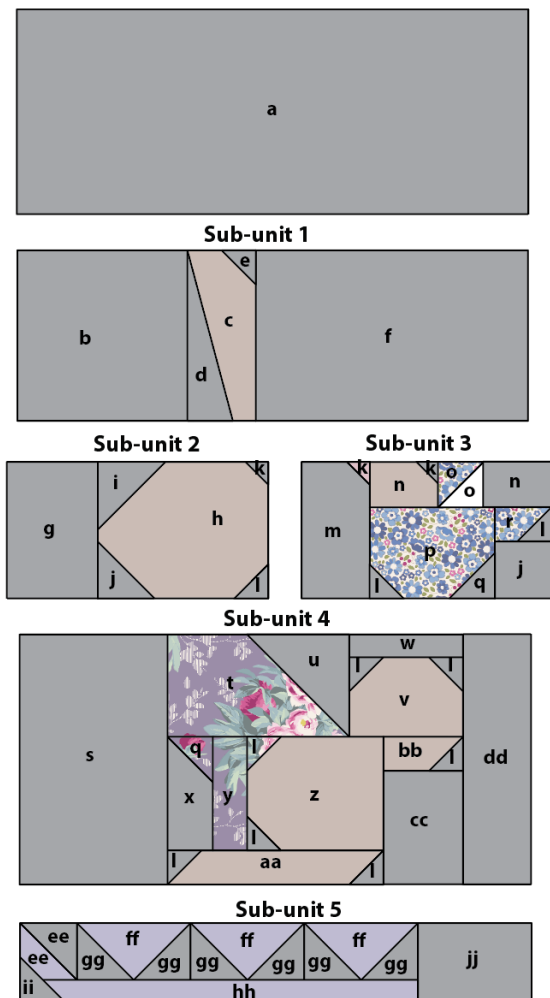 a
Sub-unit 1
b
d
c
e
f
Sub-unit 2
Sub-unit 3
g
i
j
h
k
l
m
k
n
k
o
o
n
p
r
l
l
q
j
Sub-unit 4
s
t
u
w
l
l
v
dd
q
l
bb
l
x
y
z
l
cc
l
aa
l
Sub-unit 5
ee
ee
ff
gg
gg
ff
gg
gg
ff
gg
gg
jj
ii
hh